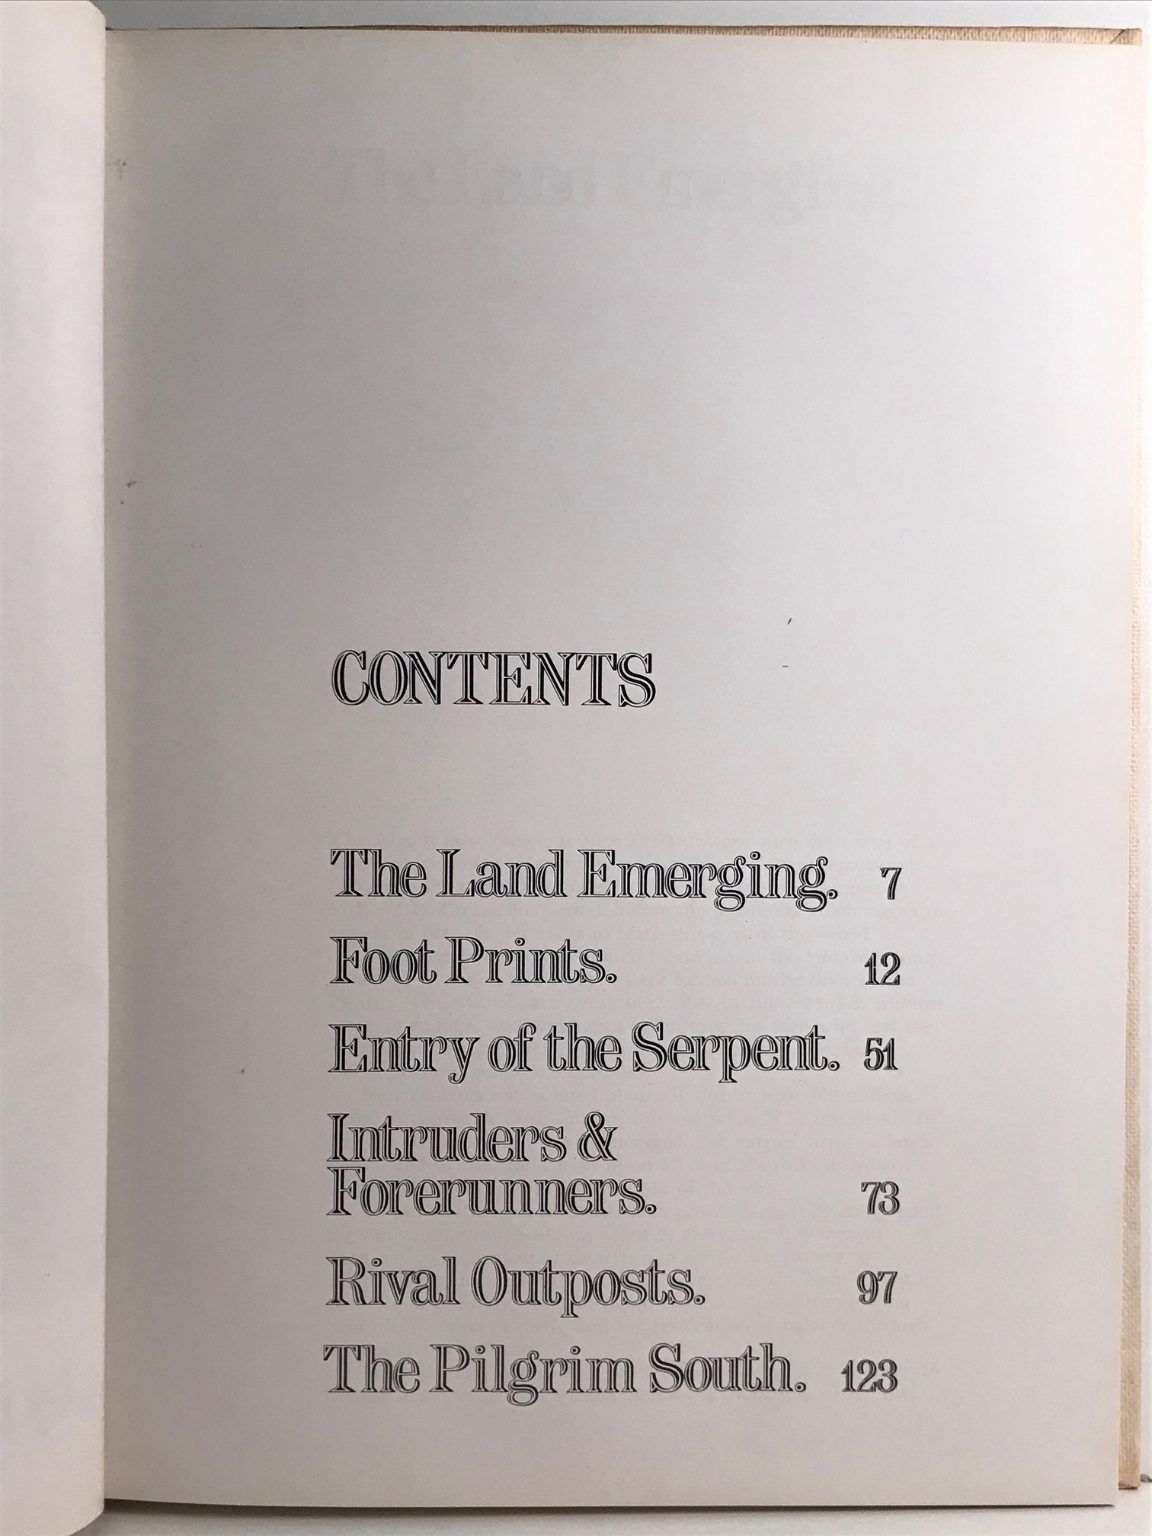 CONTENTS
The Land Emerging. 7
Foot Prints. 12
Entry of the Serpent. 51
Intruders &
Forerunners. 73
Rival Outposts. 97
The Pilgrim South. 123